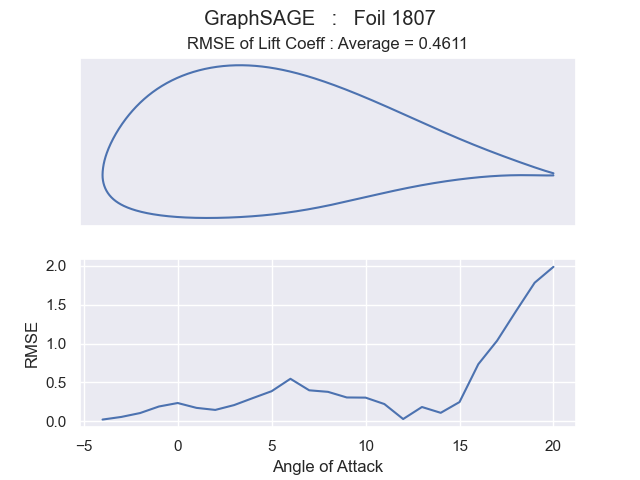 GraphSAGE   :   Foil 1807
RMSE of Lift Coeff : Average = 0.4611
2.0
1.5
1.0
0.5
0.0
RMSE
−5 0 5 10 15 20
Angle of Attack